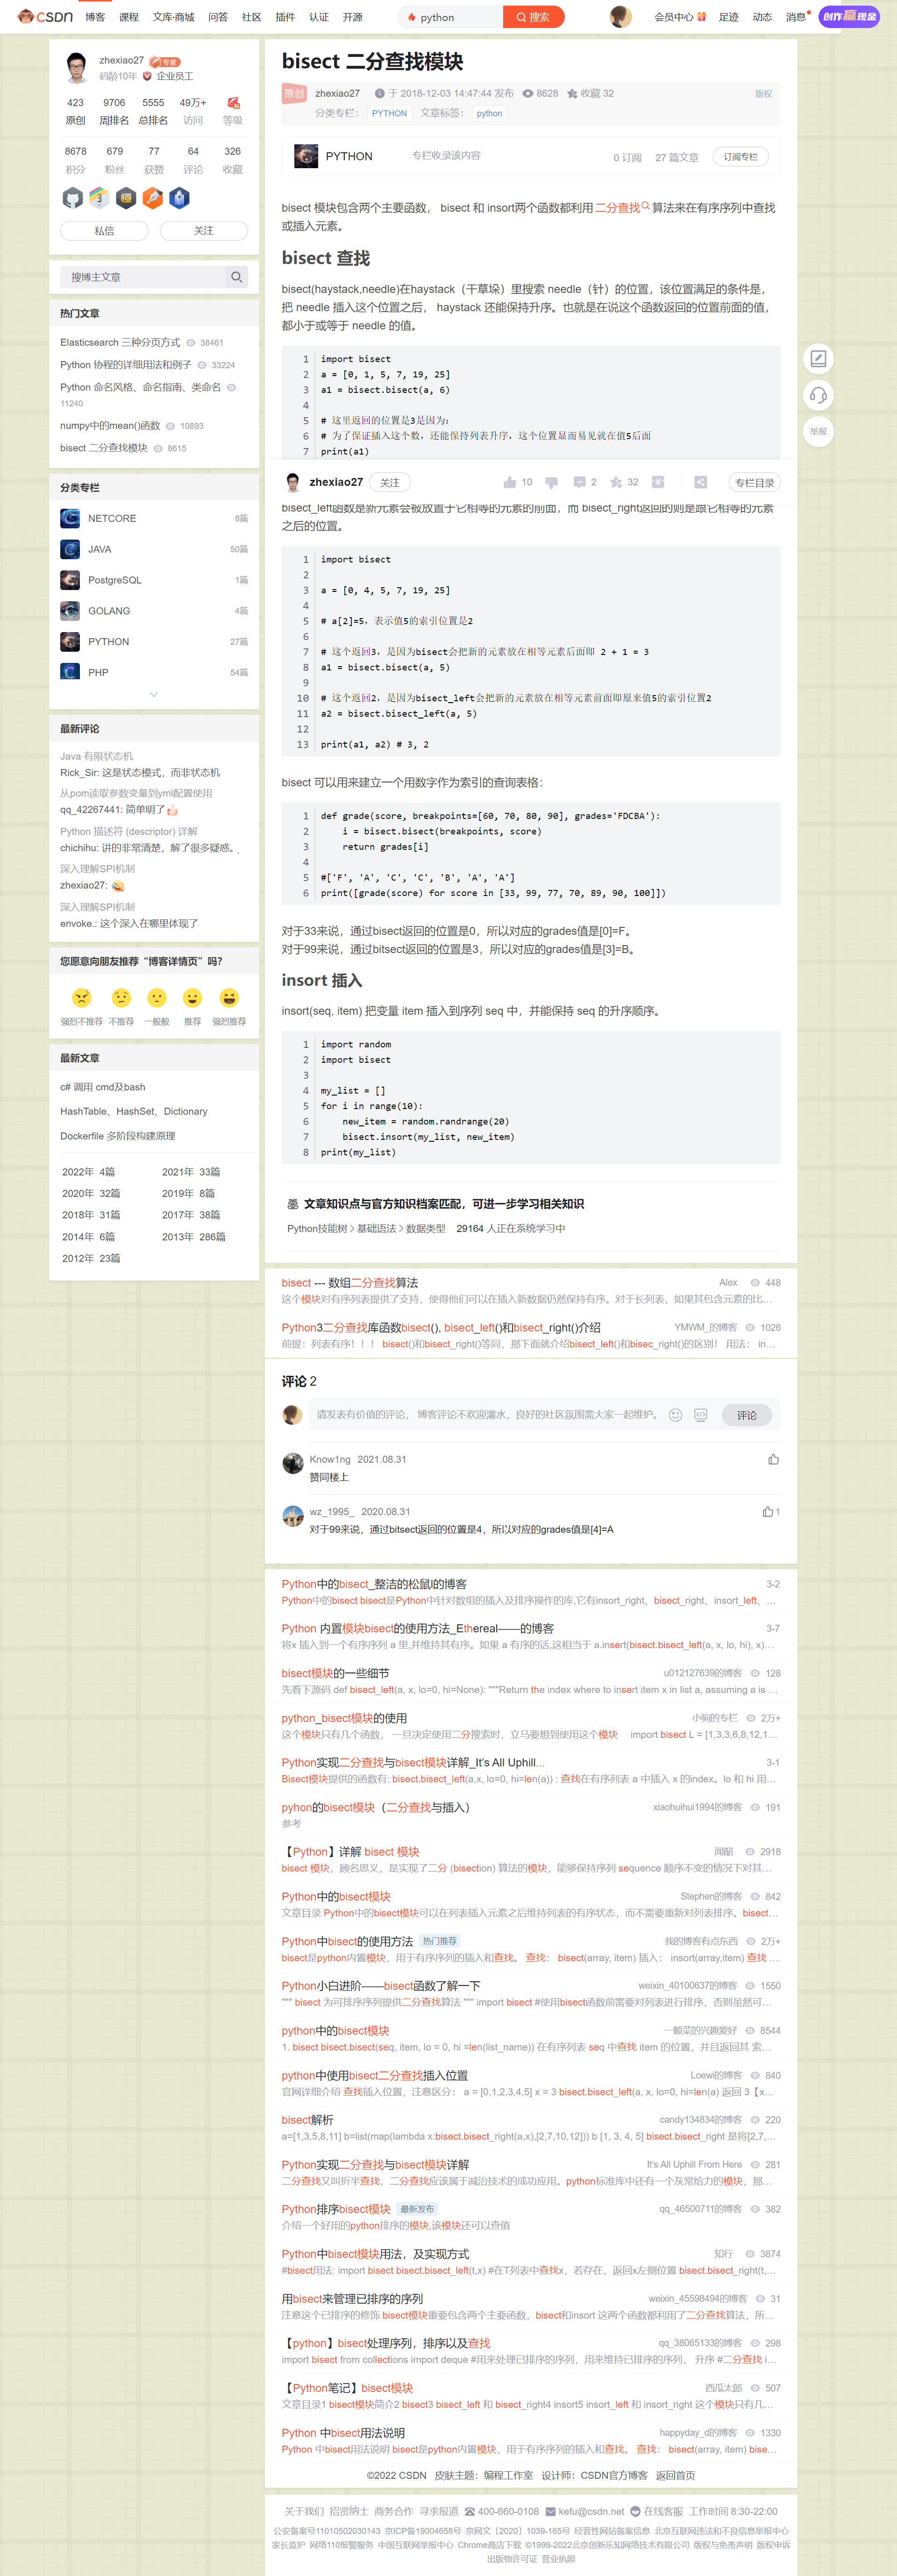 CSDN 博客 课程 文库·商城 问答 社区 插件 认证 开源 python 搜索 会员中心 足迹 动态 消息 创作赢现金
zhexiao27 专家
码龄10年 企业员工
423 9706 5555 49万+
原创 周排名 总排名 访问 等级
8678 679 77 64 326
积分 粉丝 获赞 评论 收藏
私信 关注
搜博主文章
热门文章
Elasticsearch 三种分页方式 38461
Python 协程的详细用法和例子 33224
Python 命名风格、命名指南、类命名
11240
numpy中的mean()函数 10893
bisect 二分查找模块 8615
分类专栏
NETCORE 8篇
JAVA 50篇
PostgreSQL 1篇
GOLANG 4篇
PYTHON 27篇
PHP 54篇
最新评论
Java 有限状态机
Rick_Sir: 这是状态模式，而非状态机
从pom读取参数变量到yml配置使用
qq_42267441: 简单明了
Python 描述符 (descriptor) 详解
chichihu: 讲的非常清楚，解了很多疑惑。
深入理解SPI机制
zhexiao27:
深入理解SPI机制
envoke.: 这个深入在哪里体现了
您愿意向朋友推荐“博客详情页”吗？
强烈不推荐 不推荐 一般般 推荐 强烈推荐
最新文章
c# 调用 cmd及bash
HashTable、HashSet、Dictionary
Dockerfile 多阶段构建原理
2022年 4篇 2021年 33篇
2020年 32篇 2019年 8篇
2018年 31篇 2017年 38篇
2014年 6篇 2013年 286篇
2012年 23篇
bisect 二分查找模块
原创 zhexiao27 于 2018-12-03 14:47:44 发布 8628 收藏 32 版权
分类专栏： PYTHON 文章标签： python
PYTHON 专栏收录该内容 0 订阅 27 篇文章 订阅专栏
bisect 模块包含两个主要函数， bisect 和 insort两个函数都利用 二分查找 算法来在有序序列中查找
或插入元素。
bisect 查找
bisect(haystack,needle)在haystack（干草垛）里搜索 needle（针）的位置，该位置满足的条件是，
把 needle 插入这个位置之后， haystack 还能保持升序。也就是在说这个函数返回的位置前面的值，
都小于或等于 needle 的值。
1 import bisect
2 a = [0, 1, 5, 7, 19, 25]
3 a1 = bisect.bisect(a, 6)
4
5 # 这里返回的位置是3是因为：
6 # 为了保证插入这个数，还能保持列表升序，这个位置显而易见就在值5后面
7 print(a1)
zhexiao27 关注 10 2 32 专栏目录
bisect_left函数是新元素会被放置于它相等的元素的前面，而 bisect_right返回的则是跟它相等的元素
之后的位置。
1 import bisect
2
3 a = [0, 4, 5, 7, 19, 25]
4
5 # a[2]=5，表示值5的索引位置是2
6
7 # 这个返回3，是因为bisect会把新的元素放在相等元素后面即 2 + 1 = 3
8 a1 = bisect.bisect(a, 5)
9
10 # 这个返回2，是因为bisect_left会把新的元素放在相等元素前面即原来值5的索引位置2
11 a2 = bisect.bisect_left(a, 5)
12
13 print(a1, a2) # 3, 2
bisect 可以用来建立一个用数字作为索引的查询表格：
1 def grade(score, breakpoints=[60, 70, 80, 90], grades='FDCBA'):
2 i = bisect.bisect(breakpoints, score)
3 return grades[i]
4
5 #['F', 'A', 'C', 'C', 'B', 'A', 'A']
6 print([grade(score) for score in [33, 99, 77, 70, 89, 90, 100]])
对于33来说，通过bisect返回的位置是0，所以对应的grades值是[0]=F。
对于99来说，通过bitsect返回的位置是3，所以对应的grades值是[3]=B。
insort 插入
insort(seq, item) 把变量 item 插入到序列 seq 中，并能保持 seq 的升序顺序。
1 import random
2 import bisect
3
4 my_list = []
5 for i in range(10):
6 new_item = random.randrange(20)
7 bisect.insort(my_list, new_item)
8 print(my_list)
文章知识点与官方知识档案匹配，可进一步学习相关知识
Python技能树 基础语法 数据类型 29164 人正在系统学习中
bisect --- 数组二分查找算法 Alex 448
这个模块对有序列表提供了支持，使得他们可以在插入新数据仍然保持有序。对于长列表，如果其包含元素的比...
Python3二分查找库函数bisect(), bisect_left()和bisect_right()介绍 YMWM_的博客 1026
前提：列表有序！！！ bisect()和bisect_right()等同，那下面就介绍bisect_left()和bisec_right()的区别！ 用法： in...
评论 2
请发表有价值的评论， 博客评论不欢迎灌水，良好的社区氛围需大家一起维护。 评论
Know1ng 2021.08.31
赞同楼上
wz_1995_ 2020.08.31 1
对于99来说，通过bitsect返回的位置是4，所以对应的grades值是[4]=A
Python中的bisect_整洁的松鼠l的博客 3-2
Python中的bisect bisect是Python中针对数组的插入及排序操作的库,它有insort_right、bisect_right、insort_left、...
Python 内置模块bisect的使用方法_Ethereal——的博客 3-7
将x 插入到一个有序序列 a 里,并维持其有序。如果 a 有序的话,这相当于 a.insert(bisect.bisect_left(a, x, lo, hi), x)...
bisect模块的一些细节 u012127639的博客 128
先看下源码 def bisect_left(a, x, lo=0, hi=None): """Return the index where to insert item x in list a, assuming a is ...
python_bisect模块的使用 小驹的专栏 2万+
这个模块只有几个函数， 一旦决定使用二分搜索时，立马要想到使用这个模块 import bisect L = [1,3,3,6,8,12,1...
Python实现二分查找与bisect模块详解_It's All Uphill... 3-1
Bisect模块提供的函数有: bisect.bisect_left(a,x, lo=0, hi=len(a)) : 查找在有序列表 a 中插入 x 的index。lo 和 hi 用...
pyhon的bisect模块（二分查找与插入） xiaohuihui1994的博客 191
参考
【Python】详解 bisect 模块 闻韶 2918
bisect 模块，顾名思义，是实现了二分 (bisection) 算法的模块，能够保持序列 sequence 顺序不变的情况下对其...
Python中的bisect模块 Stephen的博客 842
文章目录 Python中的bisect模块可以在列表插入元素之后维持列表的有序状态，而不需要重新对列表排序。bisect...
Python中bisect的使用方法 热门推荐 我的博客有点东西 2万+
bisect是python内置模块，用于有序序列的插入和查找。 查找： bisect(array, item) 插入： insort(array,item) 查找 ...
Python小白进阶——bisect函数了解一下 weixin_40100637的博客 1550
""" bisect 为可排序序列提供二分查找算法 """ import bisect #使用bisect函数前需要对列表进行排序，否则虽然可...
python中的bisect模块 一颗菜的兴趣爱好 8544
1. bisect bisect.bisect(seq, item, lo = 0, hi =len(list_name)) 在有序列表 seq 中查找 item 的位置，并且返回其 索...
python中使用bisect二分查找插入位置 Loewi的博客 840
官网详细介绍 查找插入位置，注意区分： a = [0,1,2,3,4,5] x = 3 bisect.bisect_left(a, x, lo=0, hi=len(a) 返回 3【x...
bisect解析 candy134834的博客 220
a=[1,3,5,8,11] b=list(map(lambda x:bisect.bisect_right(a,x),[2,7,10,12])) b [1, 3, 4, 5] bisect.bisect_right 是将[2,7,...
Python实现二分查找与bisect模块详解 It's All Uphill From Here 281
二分查找又叫折半查找，二分查找应该属于减治技术的成功应用。python标准库中还有一个灰常给力的模块，那...
Python排序bisect模块 最新发布 qq_46500711的博客 382
介绍一个好用的python排序的模块,该模块还可以查值
Python中bisect模块用法，及实现方式 知行 3874
#bisect用法: import bisect bisect.bisect_left(t,x) #在T列表中查找x，若存在，返回x左侧位置 bisect.bisect_right(t,...
用bisect来管理已排序的序列 weixin_45598494的博客 31
注意这个已排序的修饰 bisect模块重要包含两个主要函数，bisect和insort 这两个函数都利用了二分查找算法，所...
【python】bisect处理序列，排序以及查找 qq_38065133的博客 298
import bisect from collections import deque #用来处理已排序的序列，用来维持已排序的序列， 升序 #二分查找 i...
【Python笔记】bisect模块 西瓜太郎 507
文章目录1 bisect模块简介2 bisect3 bisect_left 和 bisect_right4 insort5 insort_left 和 insort_right 这个模块只有几...
Python 中bisect用法说明 happyday_d的博客 1330
Python 中bisect用法说明 bisect是python内置模块，用于有序序列的插入和查找。 查找： bisect(array, item) bise...
©2022 CSDN 皮肤主题：编程工作室 设计师：CSDN官方博客 返回首页
关于我们 招贤纳士 商务合作 寻求报道 400-660-0108 kefu@csdn.net 在线客服 工作时间 8:30-22:00
公安备案号11010502030143 京ICP备19004658号 京网文〔2020〕1039-165号 经营性网站备案信息 北京互联网违法和不良信息举报中心
家长监护 网络110报警服务 中国互联网举报中心 Chrome商店下载 ©1999-2022北京创新乐知网络技术有限公司 版权与免责声明 版权申诉
出版物许可证 营业执照
举报